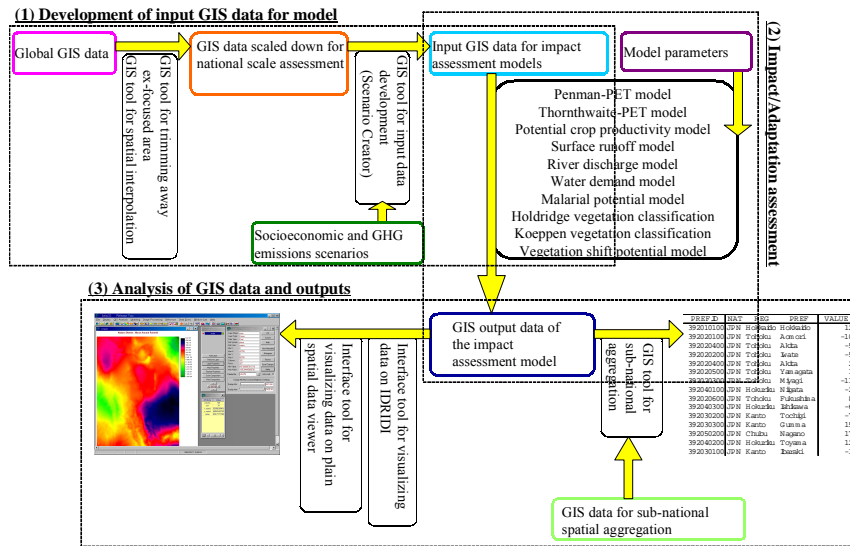 (1) Development of input GIS data for model
Global GIS data
GIS data scaled down for
national scale assessment
Input GIS data for impact
assessment models
Model parameters
(2) Impact/Adaptation assessment
GIS tool for trimming away
ex-focused area
GIS tool for spatial interpolation
GIS tool for input data
development
(Scenario Creator)
Penman-PET model
Thornthwaite-PET model
Potential crop productivity model
Surface runoff model
River discharge model
Water demand model
Malarial potential model
Holdridge vegetation classification
Koeppen vegetation classification
Vegetation shift potential model
Socioeconomic and GHG
emissions scenarios
(3) Analysis of GIS data and outputs
GIS output data of
the impact
assessment model
Interface tool for
visualizing data on plain
spatial data viewer
Interface tool for visualizing
data on IDRIDI
GIS tool for
sub-national
aggregation
GIS data for sub-national
spatial aggregation
PREF_ID NAT REG PREF VALUE
392010100 JPN Hokkaido Hokkaido
392020100 JPN Tohoku Aomori
392020400 JPN Tohoku Akita
392020200 JPN Tohoku Iwate
392020400 JPN Tohoku Akita
392020500 JPN Tohoku Yamagata
392020300 JPN Tohoku Miyagi
392040100 JPN Hokuriku Niigata
392020600 JPN Tohoku Fukushima
392040300 JPN Hokuriku Ishikawa
392030200 JPN Kanto Tochigi
392030300 JPN Kanto Gumma
392050200 JPN Chubu Nagano
392040200 JPN Hokuriku Toyama
392030100 JPN Kanto Ibaraki